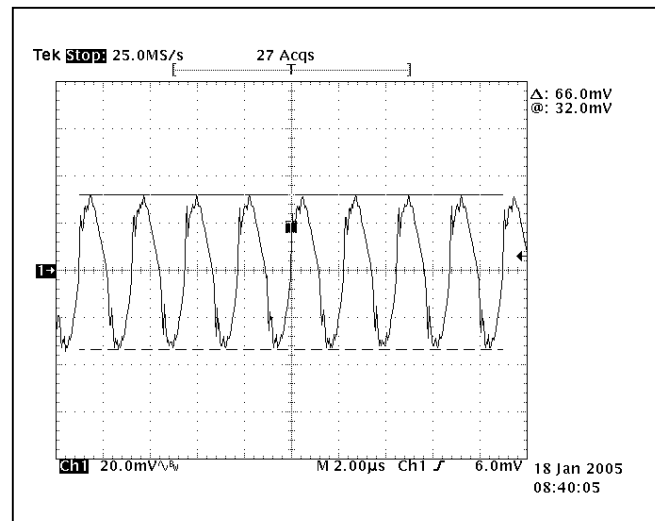 Tek Stop: 25.0MS/s 27 Acqs
Δ: 66.0mV
@: 32.0mV
T
1→
Ch1 20.0mV∿BW M 2.00µs Ch1 ƒ 6.0mV
18 Jan 2005
08:40:05